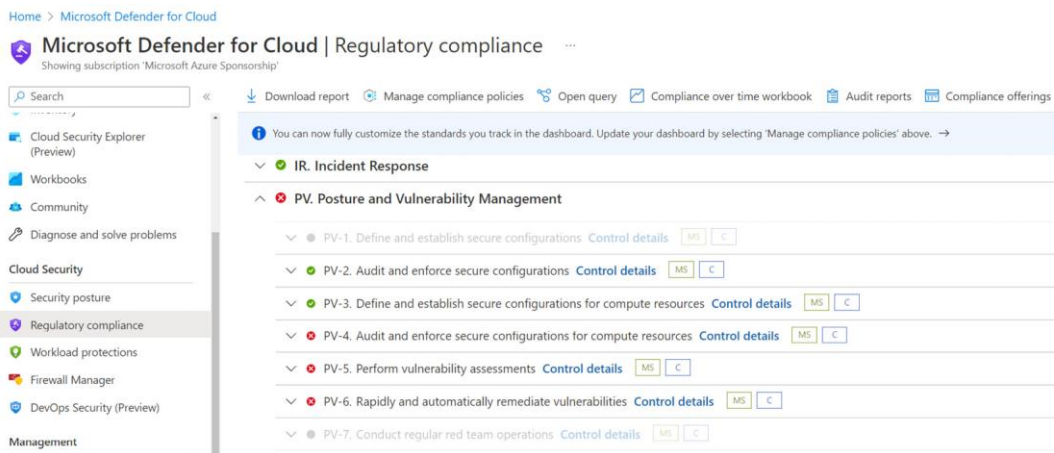 Home > Microsoft Defender for Cloud
Microsoft Defender for Cloud | Regulatory compliance ...
Showing subscription 'Microsoft Azure Sponsorship'
Search «
Download report Manage compliance policies Open query Compliance over time workbook Audit reports Compliance offerings
You can now fully customize the standards you track in the dashboard. Update your dashboard by selecting 'Manage compliance policies' above. →
Cloud Security Explorer
(Preview)
Workbooks
Community
Diagnose and solve problems
Cloud Security
Security posture
Regulatory compliance
Workload protections
Firewall Manager
DevOps Security (Preview)
Management
IR. Incident Response
PV. Posture and Vulnerability Management
PV-1. Define and establish secure configurations Control details MS C
PV-2. Audit and enforce secure configurations Control details MS C
PV-3. Define and establish secure configurations for compute resources Control details MS C
PV-4. Audit and enforce secure configurations for compute resources Control details MS C
PV-5. Perform vulnerability assessments Control details MS C
PV-6. Rapidly and automatically remediate vulnerabilities Control details MS C
PV-7. Conduct regular red team operations Control details MS C